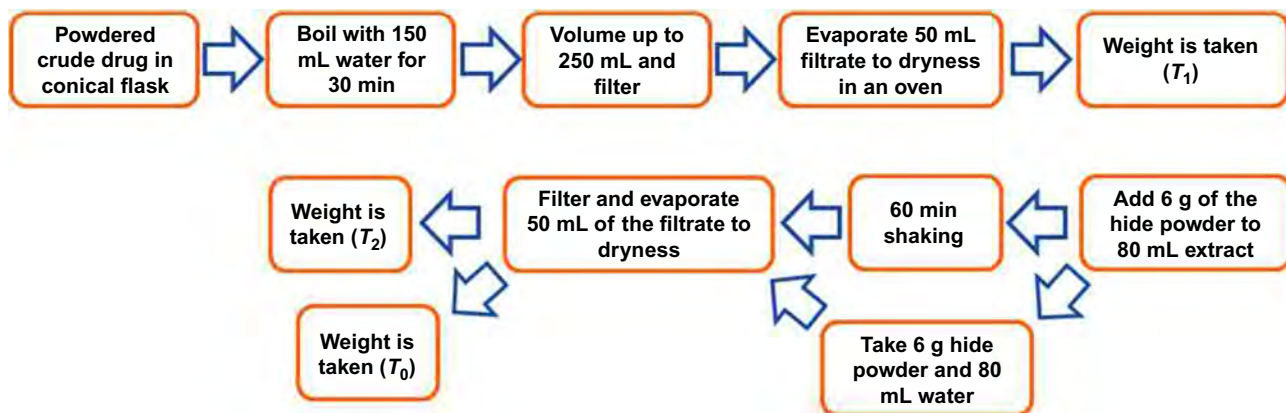 Powdered
crude drug in
conical flask
Boil with 150
mL water for
30 min
Volume up to
250 mL and
filter
Evaporate 50 mL
filtrate to dryness
in an oven
Weight is taken
(T1)
Add 6 g of the
hide powder to
80 mL extract
60 min
shaking
Filter and evaporate
50 mL of the filtrate to
dryness
Weight is
taken (T2)
Take 6 g hide
powder and 80
mL water
Weight is
taken (T0)